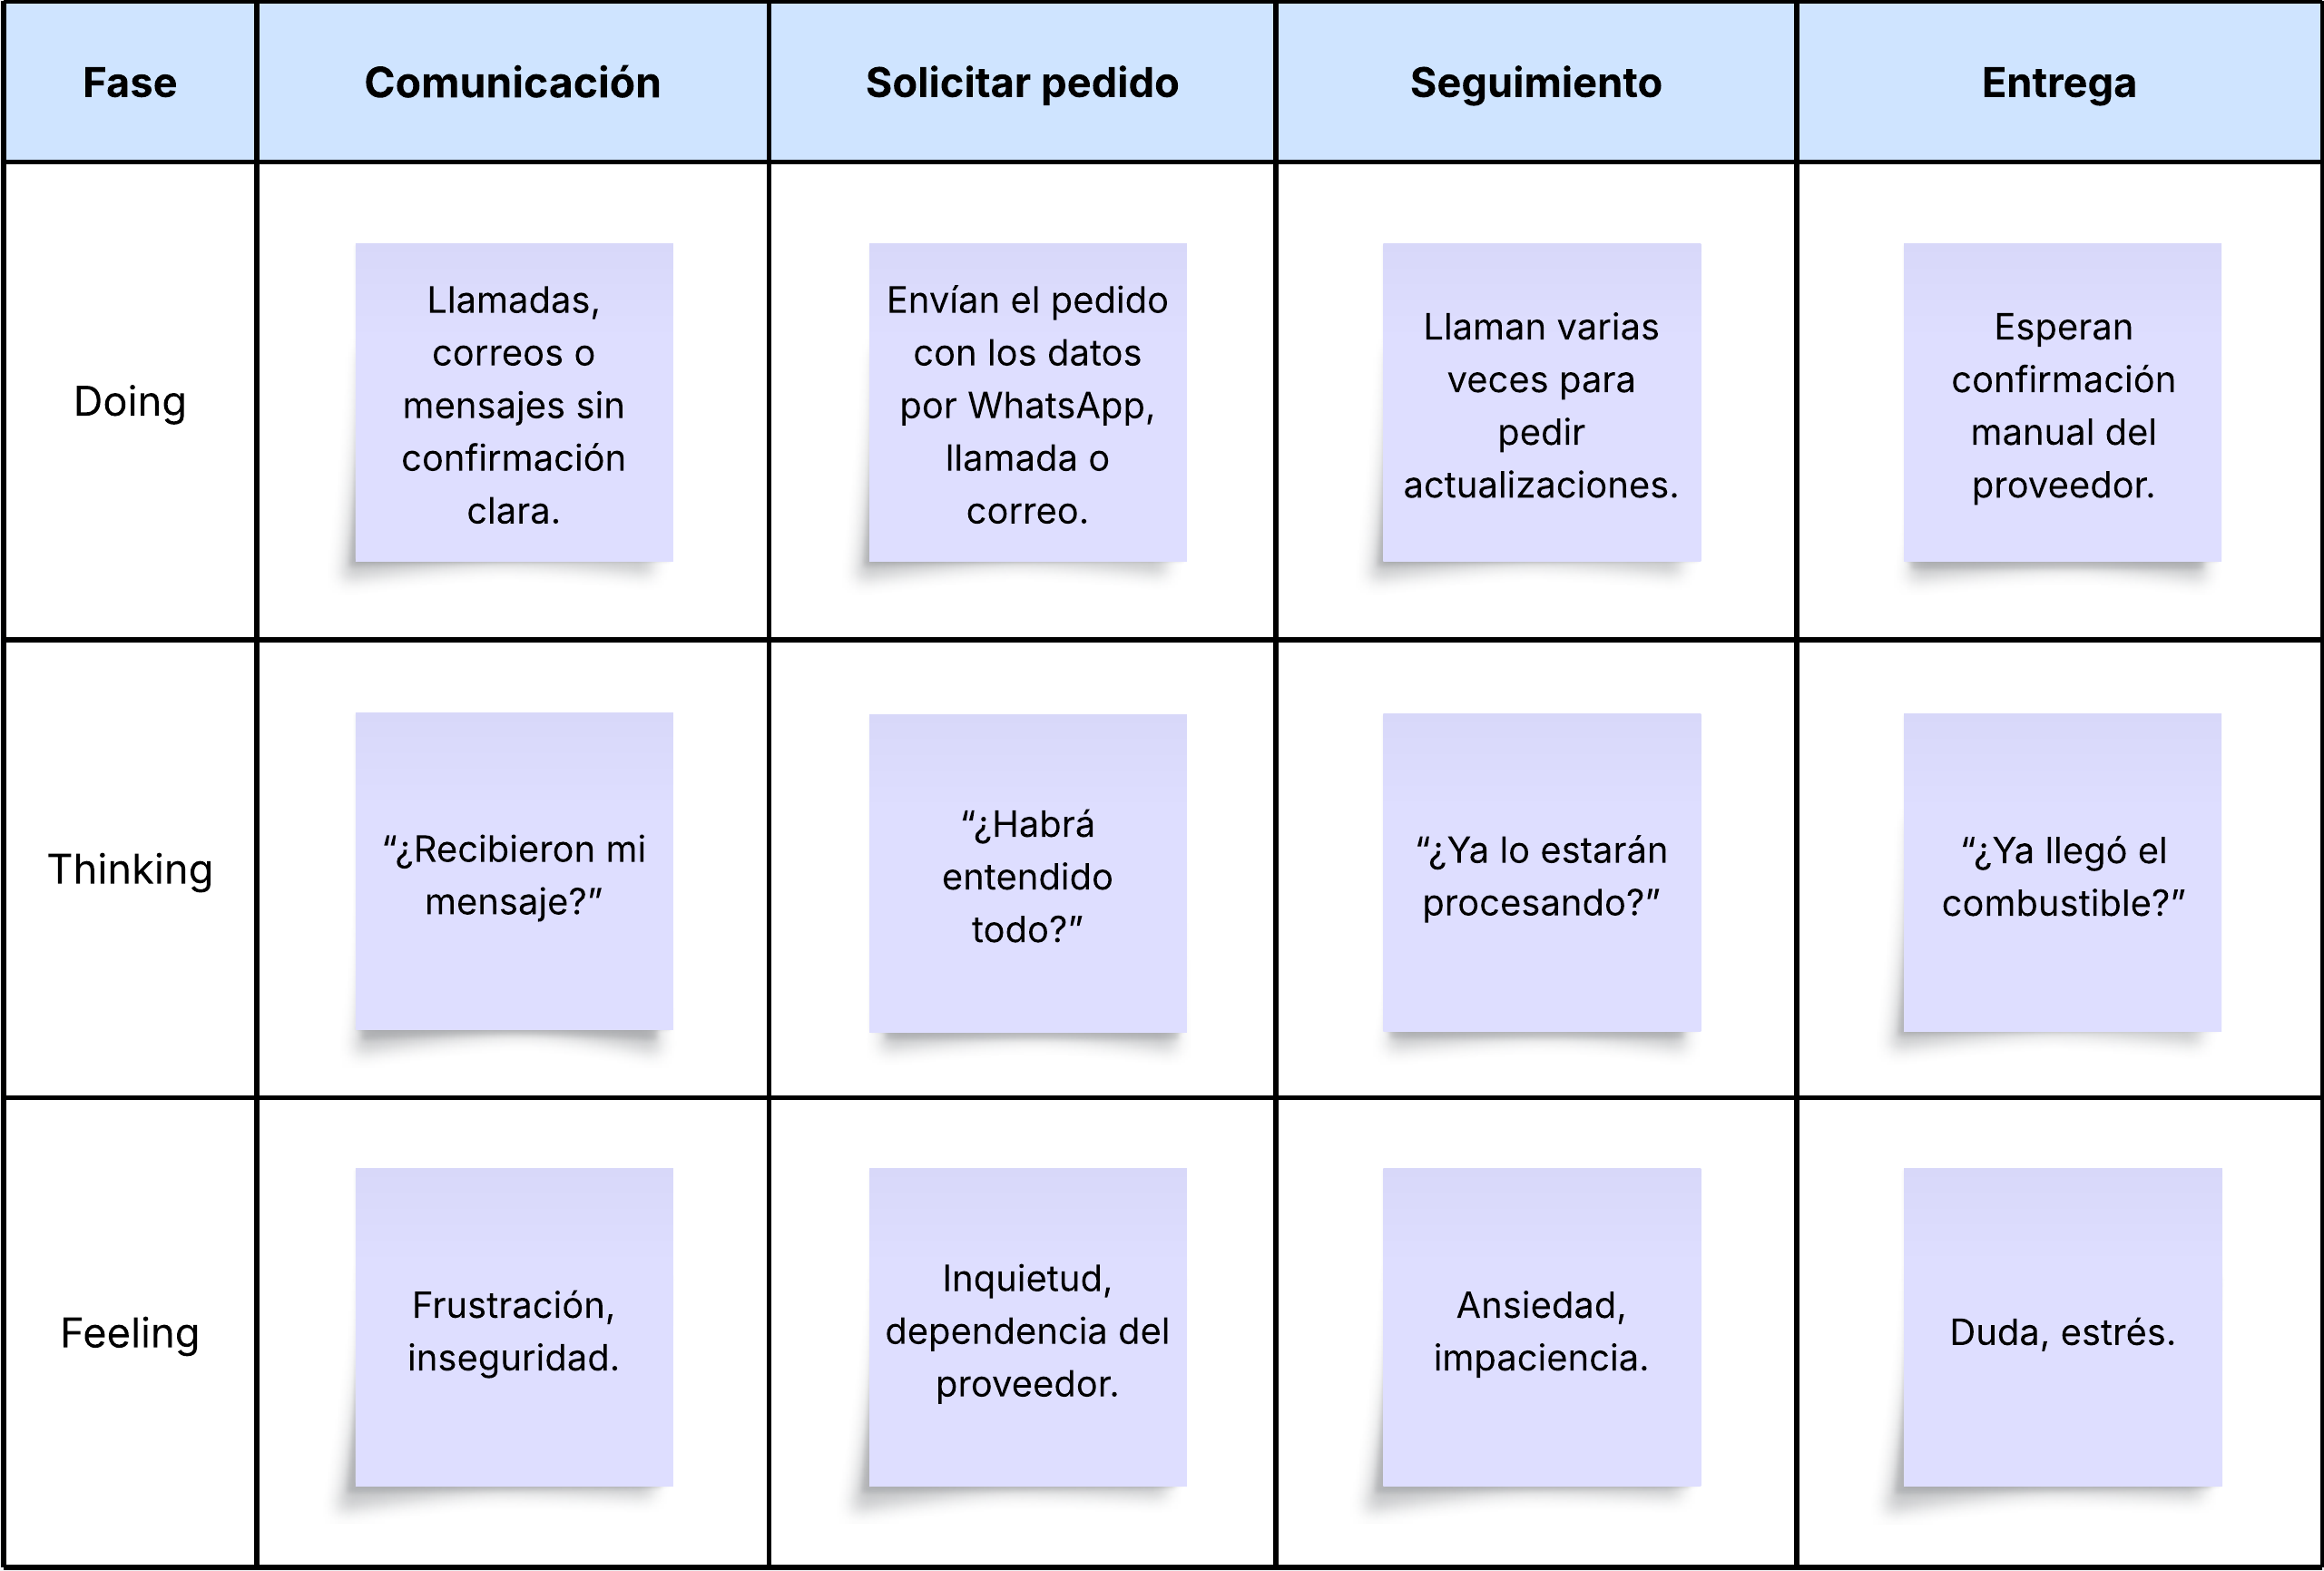 Fase
Comunicación
Solicitar pedido
Seguimiento
Entrega
Doing
Llamadas,
correos o
mensajes sin
confirmación
clara.
Envían el pedido
con los datos
por WhatsApp,
llamada o
correo.
Llaman varias
veces para
pedir
actualizaciones.
Esperan
confirmación
manual del
proveedor.
Thinking
“¿Recibieron mi
mensaje?”
“¿Habrá
entendido
todo?”
“¿Ya lo estarán
procesando?”
“¿Ya llegó el
combustible?”
Feeling
Frustración,
inseguridad.
Inquietud,
dependencia del
proveedor.
Ansiedad,
impaciencia.
Duda, estrés.